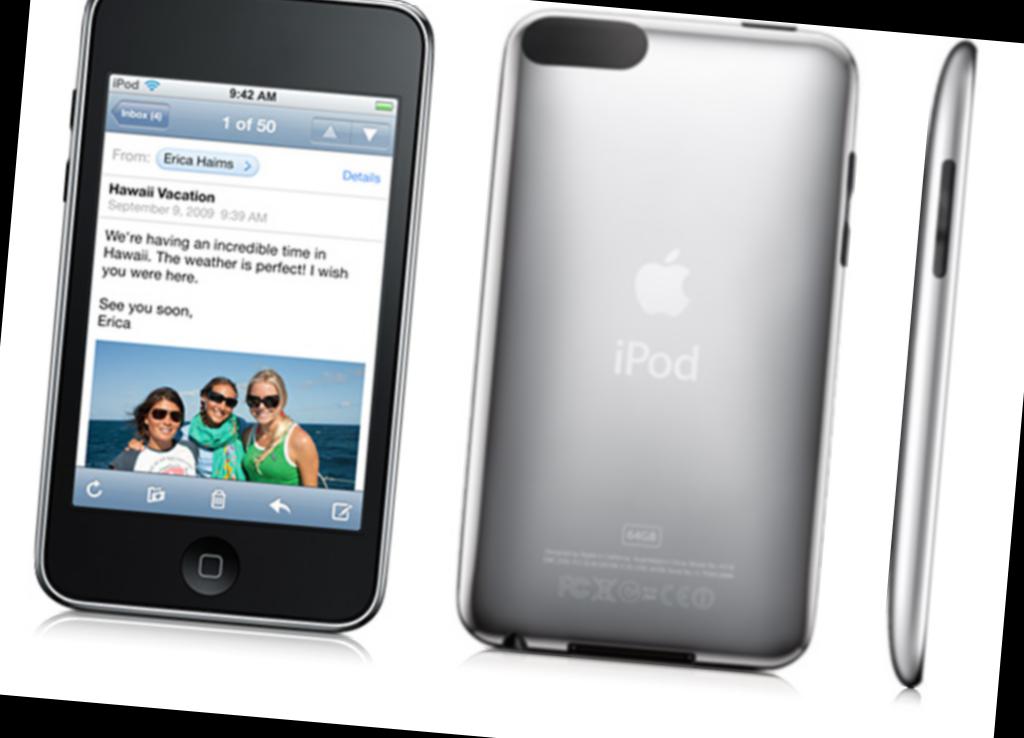 iPod
9:42 AM
Inbox (4)
1 of 50
From: Erica Haims
Details
Hawaii Vacation
September 9, 2009 9:39 AM
We're having an incredible time in
Hawaii. The weather is perfect! I wish
you were here.
See you soon,
Erica
iPod
64GB
FC CE